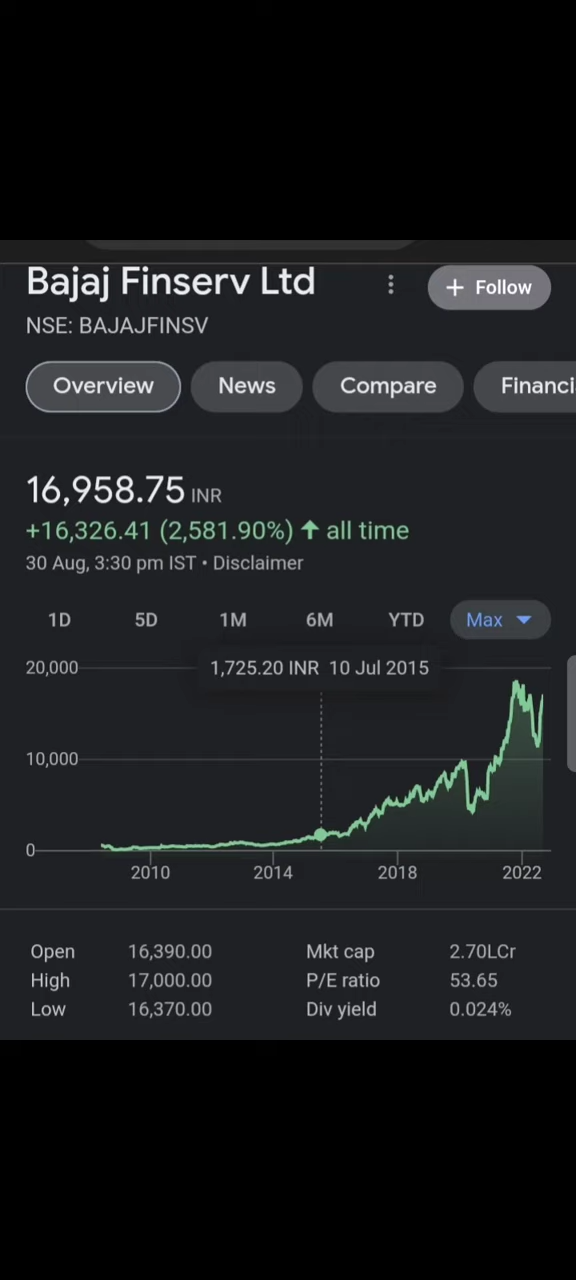 Bajaj Finserv Ltd
+ Follow
NSE: BAJAJFINSV
Overview News Compare Financi
16,958.75 INR
+16,326.41 (2,581.90%) ↑ all time
30 Aug, 3:30 pm IST • Disclaimer
1D 5D 1M 6M YTD Max
20,000 1,725.20 INR 10 Jul 2015
10,000
0
2010 2014 2018 2022
Open 16,390.00 Mkt cap 2.70LCr
High 17,000.00 P/E ratio 53.65
Low 16,370.00 Div yield 0.024%